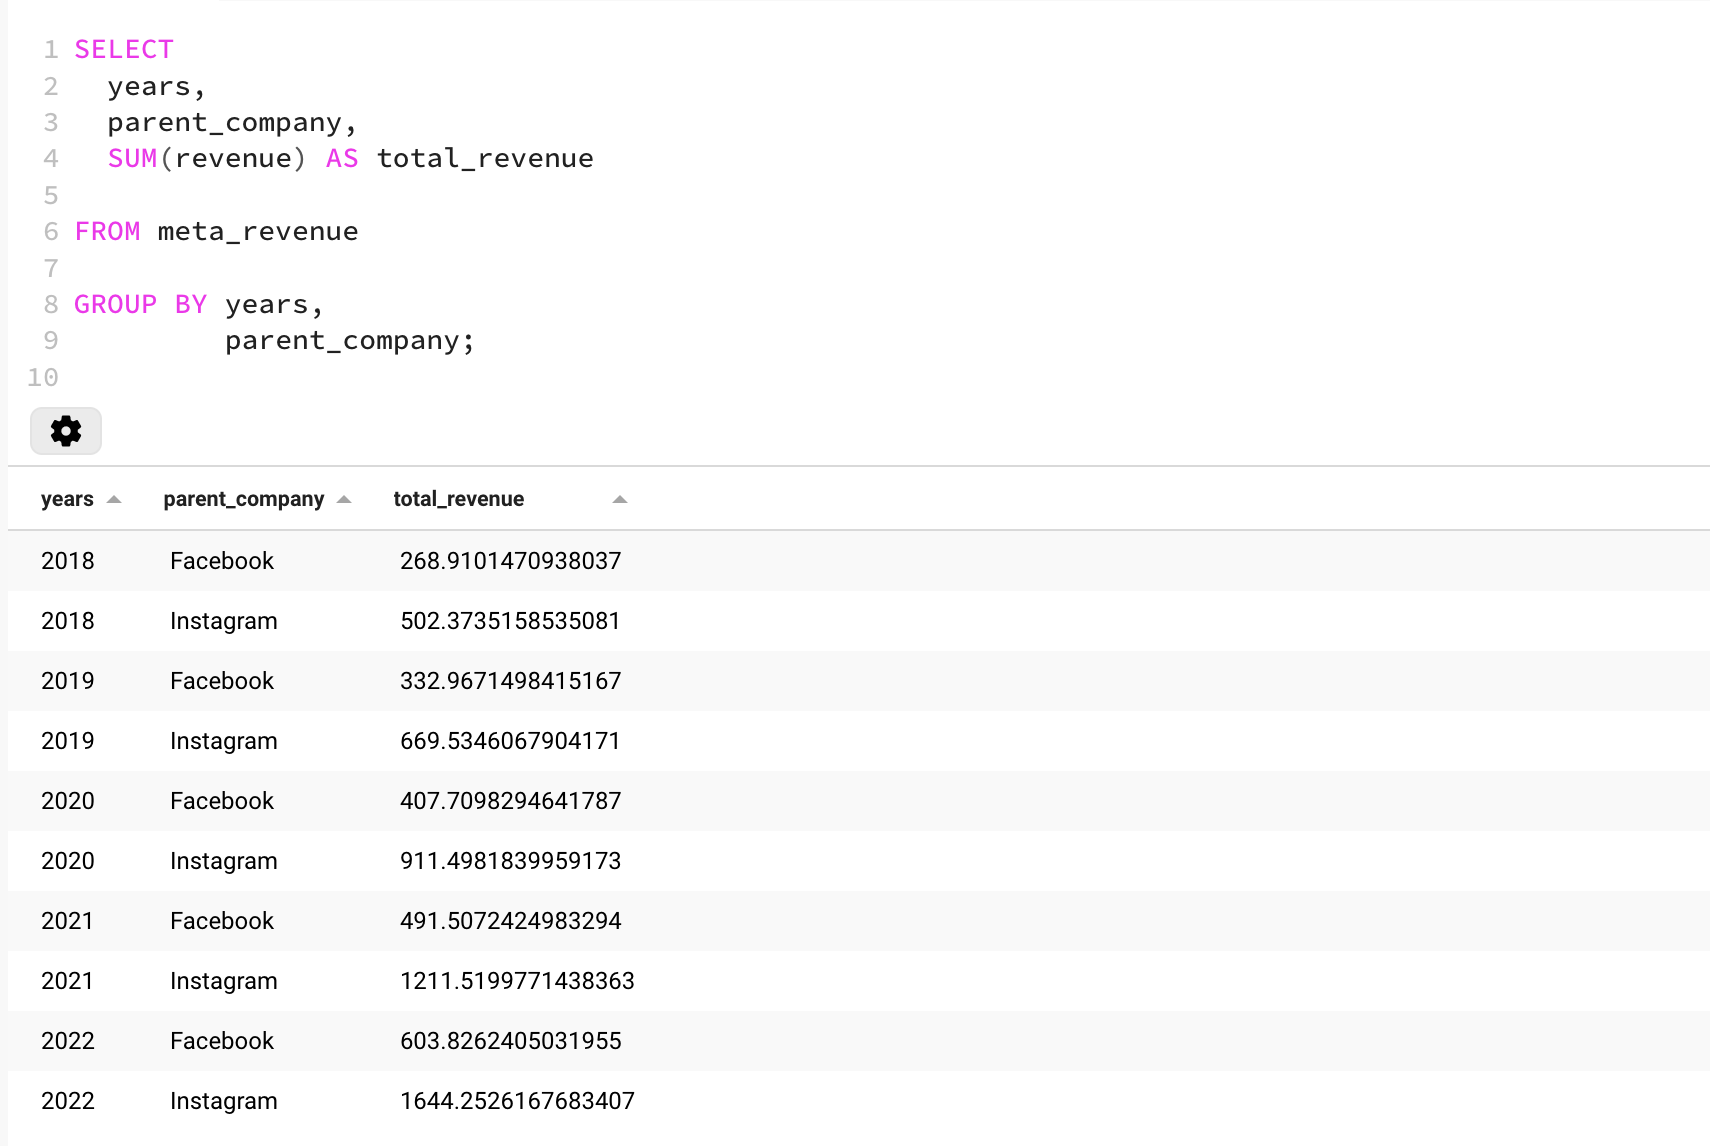 1 SELECT
2   years,
3   parent_company,
4   SUM(revenue) AS total_revenue
5
6 FROM meta_revenue
7
8 GROUP BY years,
9          parent_company;
10
years parent_company total_revenue
2018 Facebook 268.9101470938037
2018 Instagram 502.3735158535081
2019 Facebook 332.9671498415167
2019 Instagram 669.5346067904171
2020 Facebook 407.7098294641787
2020 Instagram 911.4981839959173
2021 Facebook 491.5072424983294
2021 Instagram 1211.5199771438363
2022 Facebook 603.8262405031955
2022 Instagram 1644.2526167683407